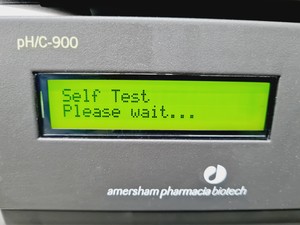 pH/C-900
Self Test
Please wait...
amersham pharmacia biotech